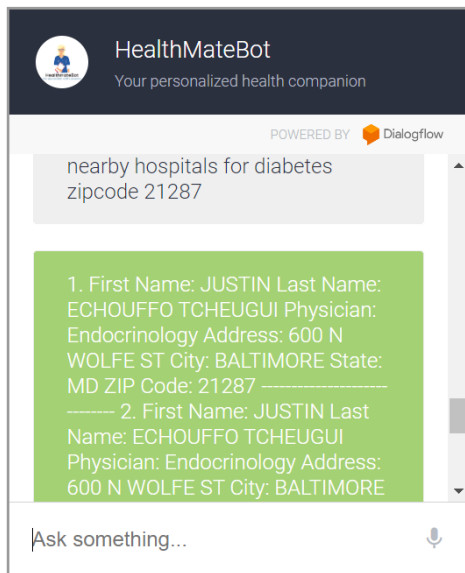 HealthMateBot
Your personalized health companion
POWERED BY Dialogflow
nearby hospitals for diabetes
zipcode 21287
1. First Name: JUSTIN Last Name:
ECHOUFFO TCHEUGUI Physician:
Endocrinology Address: 600 N
WOLFE ST City: BALTIMORE State:
MD ZIP Code: 21287 ---------------------
-------- 2. First Name: JUSTIN Last
Name: ECHOUFFO TCHEUGUI
Physician: Endocrinology Address:
600 N WOLFE ST City: BALTIMORE
Ask something...